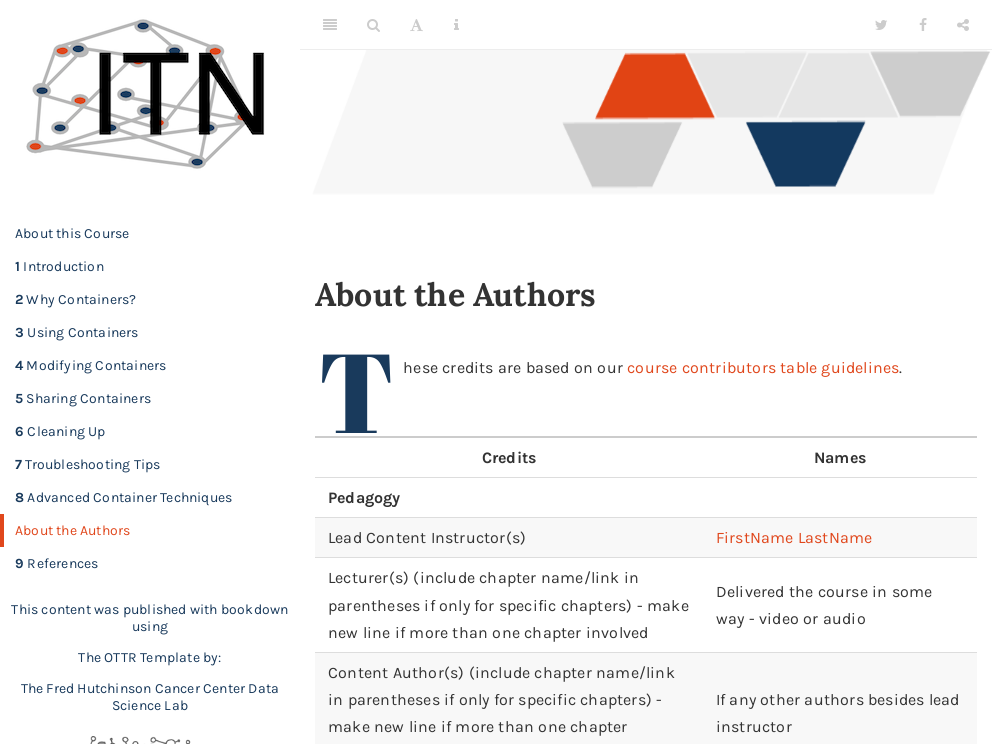 ITN
About this Course
1 Introduction
2 Why Containers?
3 Using Containers
4 Modifying Containers
5 Sharing Containers
6 Cleaning Up
7 Troubleshooting Tips
8 Advanced Container Techniques
About the Authors
9 References
This content was published with bookdown
using
The OTTR Template by:
The Fred Hutchinson Cancer Center Data
Science Lab
About the Authors
These credits are based on our course contributors table guidelines.
Credits Names
Pedagogy
Lead Content Instructor(s) FirstName LastName
Lecturer(s) (include chapter name/link in
parentheses if only for specific chapters) - make
new line if more than one chapter involved
Delivered the course in some
way - video or audio
Content Author(s) (include chapter name/link
in parentheses if only for specific chapters) -
make new line if more than one chapter
If any other authors besides lead
instructor